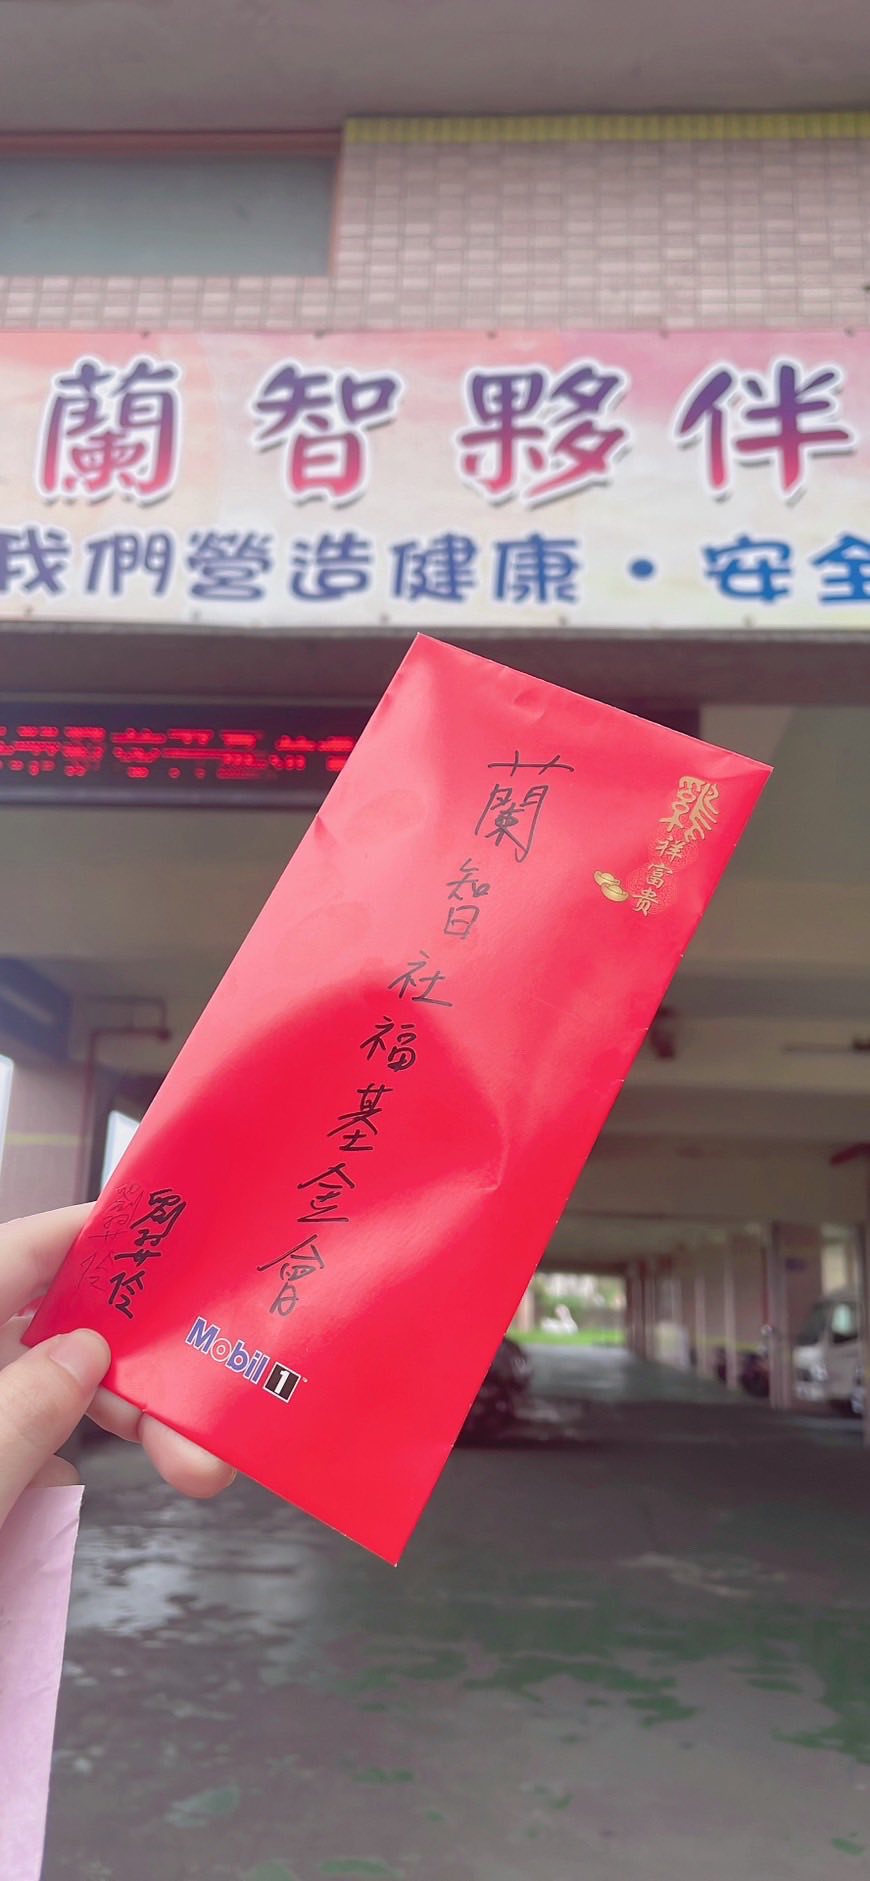 蘭智夥伴
我們營造健康・安全
雞祥富貴
蘭智社福基金會
Mobil 1